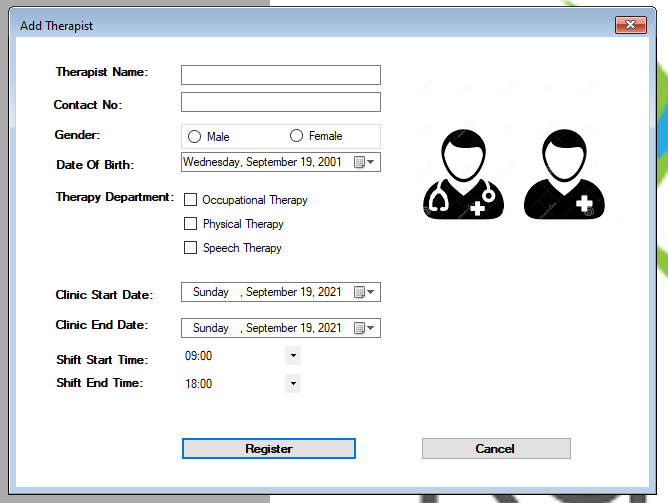 Add Therapist
Therapist Name:
Contact No:
Gender: Male Female
Date Of Birth: Wednesday, September 19, 2001
Therapy Department: Occupational Therapy
Physical Therapy
Speech Therapy
Clinic Start Date: Sunday , September 19, 2021
Clinic End Date: Sunday , September 19, 2021
Shift Start Time: 09:00
Shift End Time: 18:00
Register Cancel